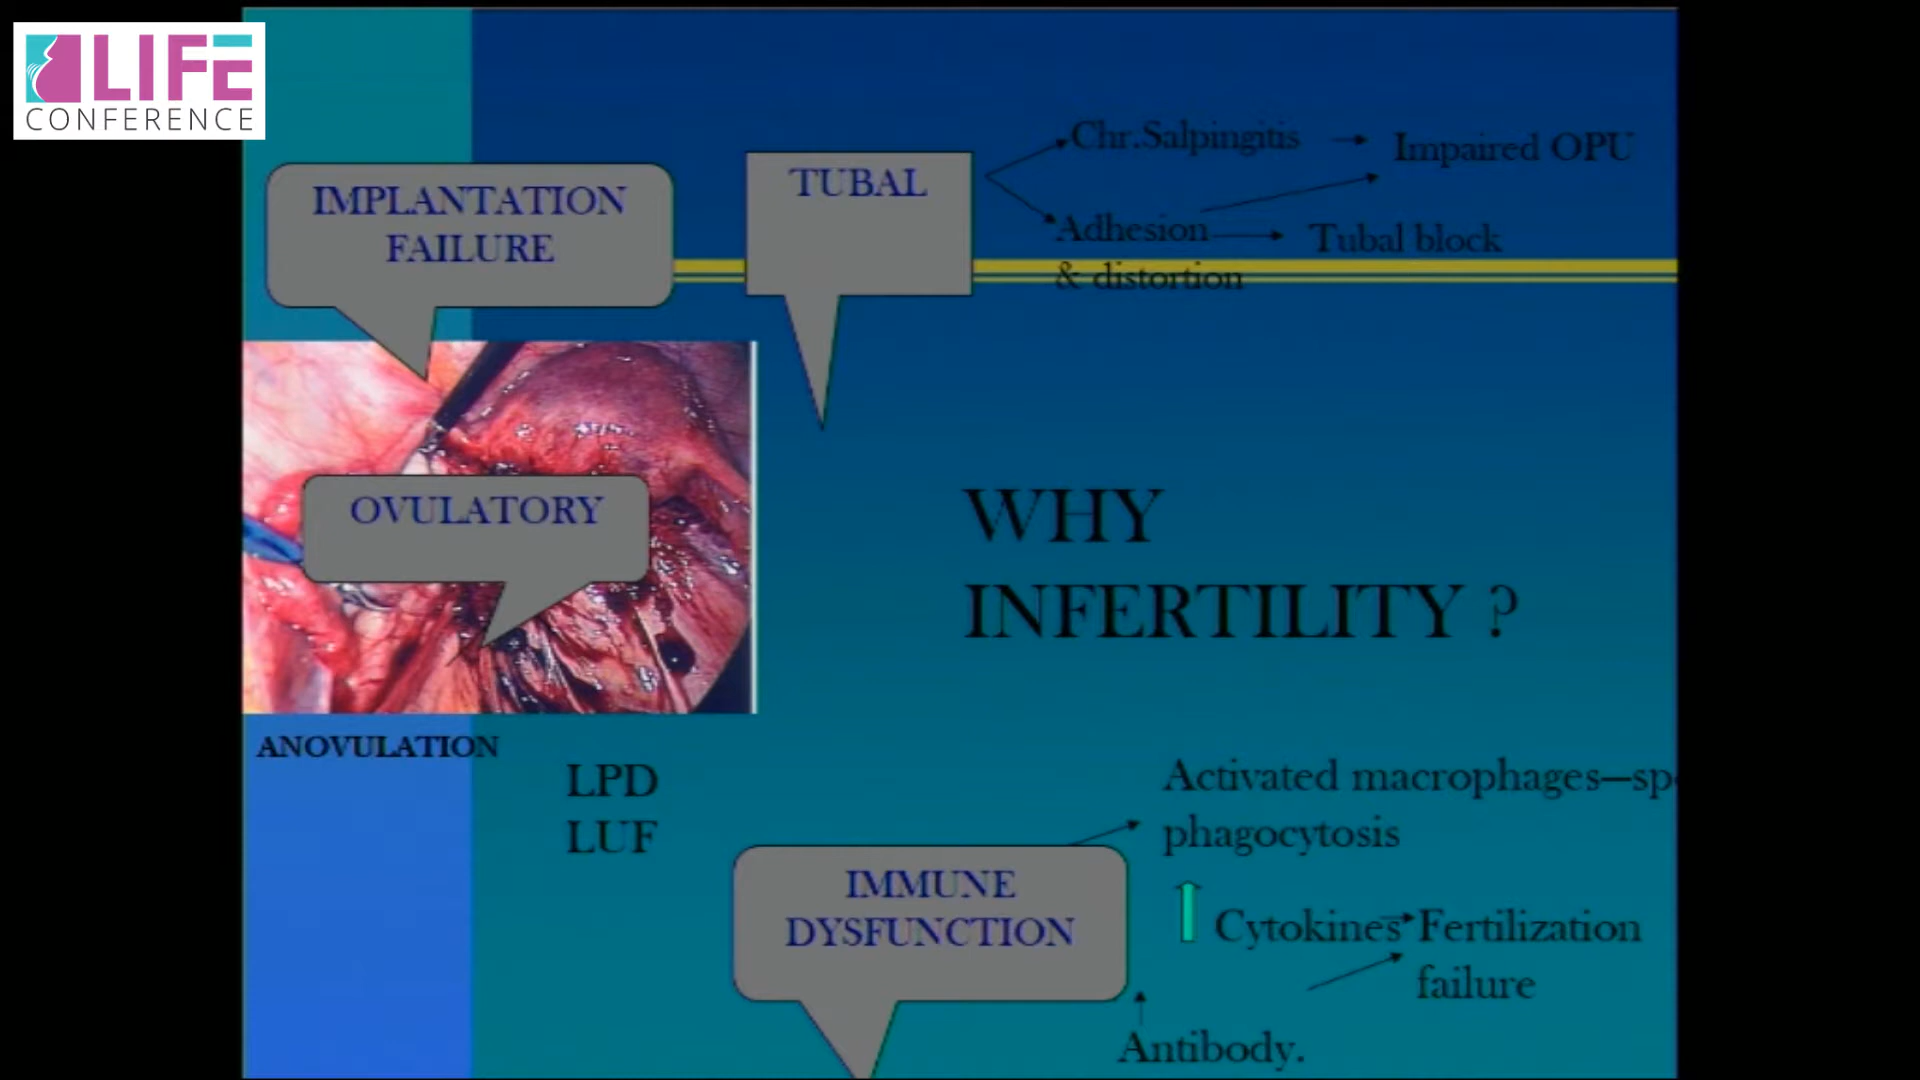 LIFE
CONFERENCE
IMPLANTATION
FAILURE
TUBAL
Chr.Salpingitis
Impaired OPU
Adhesion
& distortion
Tubal block
OVULATORY
WHY
INFERTILITY ?
ANOVULATION
LPD
LUF
Activated macrophages—
phagocytosis
IMMUNE
DYSFUNCTION
Cytokines
Fertilization
failure
Antibody.